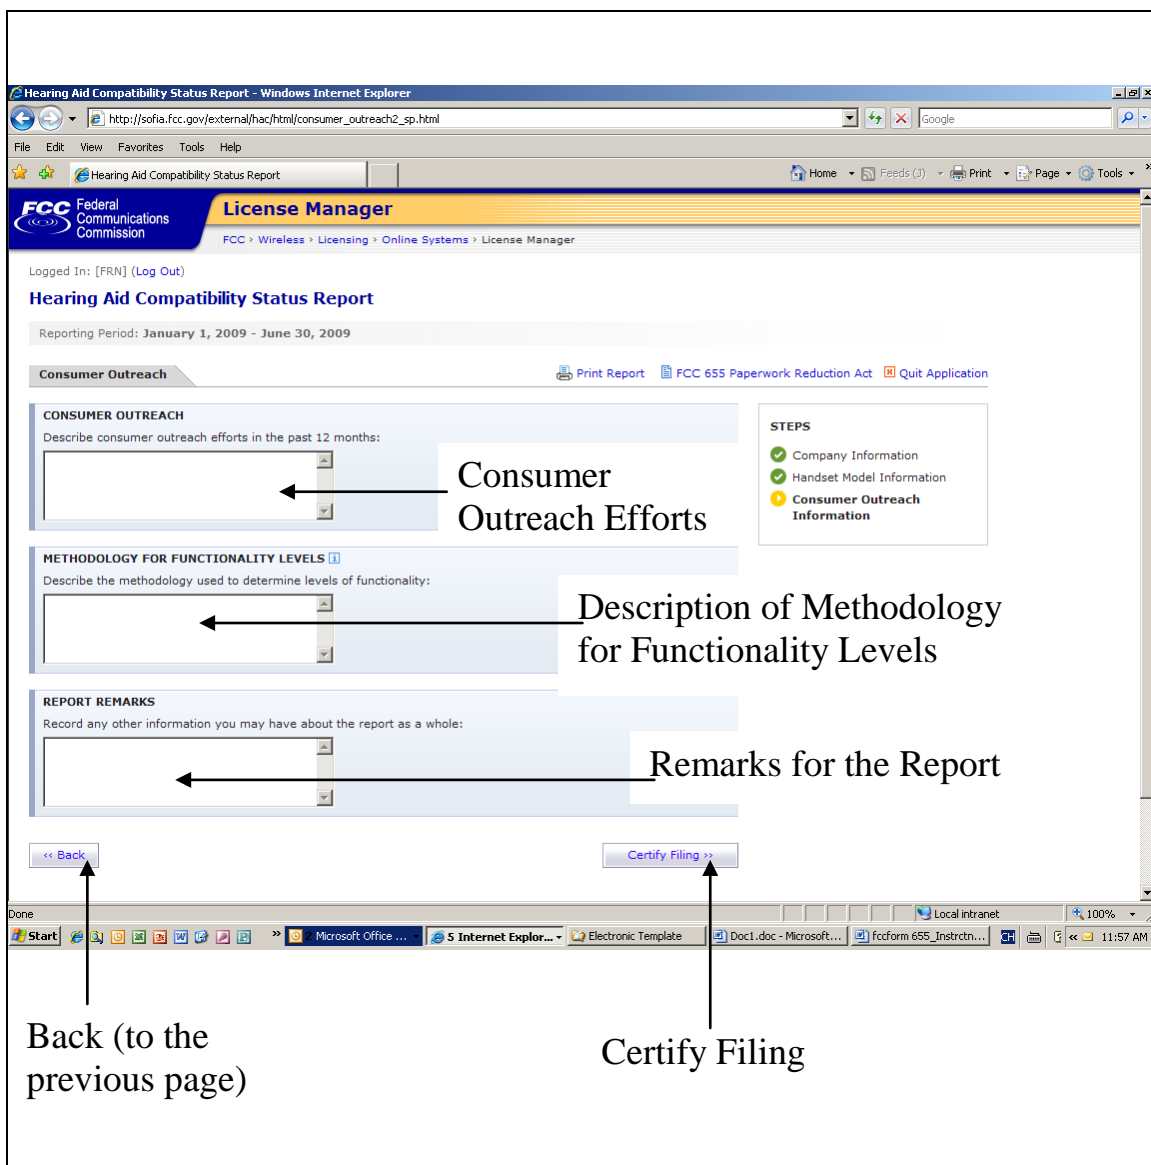 Hearing Aid Compatibility Status Report - Windows Internet Explorer
http://sofia.fcc.gov/external/hac/html/consumer_outreach2_sp.html
Google
File Edit View Favorites Tools Help
Hearing Aid Compatibility Status Report
Home Feeds (J) Print Page Tools
FCC Federal
Communications
Commission
License Manager
FCC > Wireless > Licensing > Online Systems > License Manager
Logged In: [FRN] (Log Out)
Hearing Aid Compatibility Status Report
Reporting Period: January 1, 2009 - June 30, 2009
Consumer Outreach
Print Report FCC 655 Paperwork Reduction Act Quit Application
CONSUMER OUTREACH
Describe consumer outreach efforts in the past 12 months:
Consumer
Outreach Efforts
STEPS
Company Information
Handset Model Information
Consumer Outreach
Information
METHODOLOGY FOR FUNCTIONALITY LEVELS
Describe the methodology used to determine levels of functionality:
Description of Methodology
for Functionality Levels
REPORT REMARKS
Record any other information you may have about the report as a whole:
Remarks for the Report
<< Back
Certify Filing >>
Done
Local intranet
100%
Start
2 Microsoft Office ...
5 Internet Explor...
Electronic Template
Doc1.doc - Microsoft...
fccform 655_Instrctn...
CH
11:57 AM
Back (to the
previous page)
Certify Filing